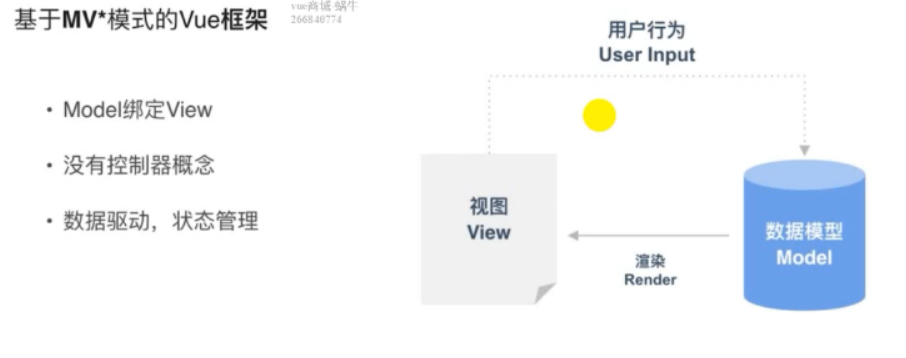 基于MV*模式的Vue框架
vue商城·蜗牛
266840774
• Model绑定View
• 没有控制器概念
• 数据驱动，状态管理
用户行为
User Input
视图
View
渲染
Render
数据模型
Model